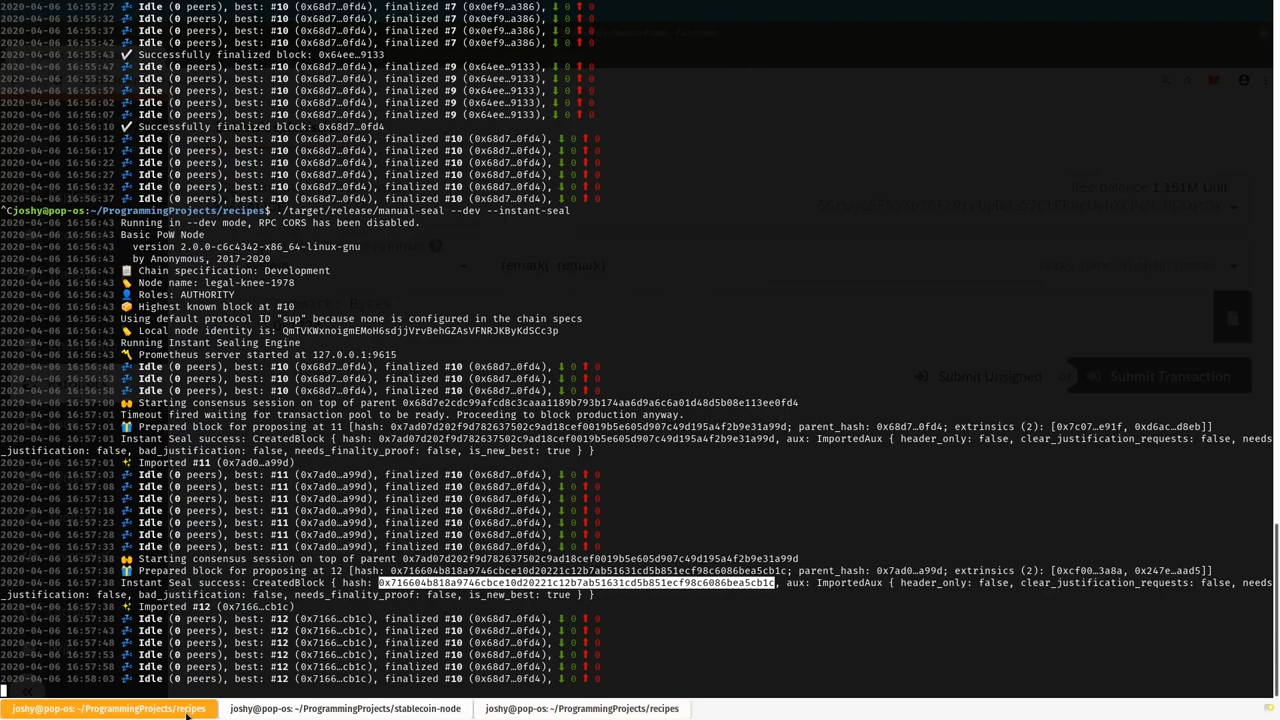 2020-04-06 16:55:27 💤 Idle (0 peers), best: #10 (0x68d7…0fd4), finalized #7 (0x0ef9…a386), ⬇ 0 ⬆ 0
2020-04-06 16:55:32 💤 Idle (0 peers), best: #10 (0x68d7…0fd4), finalized #7 (0x0ef9…a386), ⬇ 0 ⬆ 0
2020-04-06 16:55:37 💤 Idle (0 peers), best: #10 (0x68d7…0fd4), finalized #7 (0x0ef9…a386), ⬇ 0 ⬆ 0
2020-04-06 16:55:42 💤 Idle (0 peers), best: #10 (0x68d7…0fd4), finalized #7 (0x0ef9…a386), ⬇ 0 ⬆ 0
2020-04-06 16:55:43 ✔️ Successfully finalized block: 0x64ee…9133
2020-04-06 16:55:47 💤 Idle (0 peers), best: #10 (0x68d7…0fd4), finalized #9 (0x64ee…9133), ⬇ 0 ⬆ 0
2020-04-06 16:55:52 💤 Idle (0 peers), best: #10 (0x68d7…0fd4), finalized #9 (0x64ee…9133), ⬇ 0 ⬆ 0
2020-04-06 16:55:57 💤 Idle (0 peers), best: #10 (0x68d7…0fd4), finalized #9 (0x64ee…9133), ⬇ 0 ⬆ 0
2020-04-06 16:56:02 💤 Idle (0 peers), best: #10 (0x68d7…0fd4), finalized #9 (0x64ee…9133), ⬇ 0 ⬆ 0
2020-04-06 16:56:07 💤 Idle (0 peers), best: #10 (0x68d7…0fd4), finalized #9 (0x64ee…9133), ⬇ 0 ⬆ 0
2020-04-06 16:56:10 ✔️ Successfully finalized block: 0x68d7…0fd4
2020-04-06 16:56:12 💤 Idle (0 peers), best: #10 (0x68d7…0fd4), finalized #10 (0x68d7…0fd4), ⬇ 0 ⬆ 0
2020-04-06 16:56:17 💤 Idle (0 peers), best: #10 (0x68d7…0fd4), finalized #10 (0x68d7…0fd4), ⬇ 0 ⬆ 0
2020-04-06 16:56:22 💤 Idle (0 peers), best: #10 (0x68d7…0fd4), finalized #10 (0x68d7…0fd4), ⬇ 0 ⬆ 0
2020-04-06 16:56:27 💤 Idle (0 peers), best: #10 (0x68d7…0fd4), finalized #10 (0x68d7…0fd4), ⬇ 0 ⬆ 0
2020-04-06 16:56:32 💤 Idle (0 peers), best: #10 (0x68d7…0fd4), finalized #10 (0x68d7…0fd4), ⬇ 0 ⬆ 0
2020-04-06 16:56:37 💤 Idle (0 peers), best: #10 (0x68d7…0fd4), finalized #10 (0x68d7…0fd4), ⬇ 0 ⬆ 0
^Cjoshy@pop-os:~/ProgrammingProjects/recipes$ ./target/release/manual-seal --dev --instant-seal
2020-04-06 16:56:43 Running in --dev mode, RPC CORS has been disabled.
2020-04-06 16:56:43 Basic PoW Node
2020-04-06 16:56:43   version 2.0.0-c6c4342-x86_64-linux-gnu
2020-04-06 16:56:43   by Anonymous, 2017-2020
2020-04-06 16:56:43 📋 Chain specification: Development
2020-04-06 16:56:43 🏷 Node name: legal-knee-1978
2020-04-06 16:56:43 👤 Roles: AUTHORITY
2020-04-06 16:56:43 📦 Highest known block at #10
2020-04-06 16:56:43 Using default protocol ID "sup" because none is configured in the chain specs
2020-04-06 16:56:43 🏷 Local node identity is: QmTVKWxnoigmEMoH6sdjjVrvBehGZAsVFNRJKByKdSCc3p
2020-04-06 16:56:43 Running Instant Sealing Engine
2020-04-06 16:56:43 〽️ Prometheus server started at 127.0.0.1:9615
2020-04-06 16:56:48 💤 Idle (0 peers), best: #10 (0x68d7…0fd4), finalized #10 (0x68d7…0fd4), ⬇ 0 ⬆ 0
2020-04-06 16:56:53 💤 Idle (0 peers), best: #10 (0x68d7…0fd4), finalized #10 (0x68d7…0fd4), ⬇ 0 ⬆ 0
2020-04-06 16:56:58 💤 Idle (0 peers), best: #10 (0x68d7…0fd4), finalized #10 (0x68d7…0fd4), ⬇ 0 ⬆ 0
2020-04-06 16:57:00 🙌 Starting consensus session on top of parent 0x68d7e2cdc99afcd8c3caaa1189b793b174aa6d9a6c6a01d48d5b08e113ee0fd4
2020-04-06 16:57:01 Timeout fired waiting for transaction pool to be ready. Proceeding to block production anyway.
2020-04-06 16:57:01 🎁 Prepared block for proposing at 11 [hash: 0x7ad07d202f9d782637502c9ad18cef0019b5e605d907c49d195a4f2b9e31a99d; parent_hash: 0x68d7…0fd4; extrinsics (2): [0x7c07…e91f, 0xd6ac…d8eb]]
2020-04-06 16:57:01 Instant Seal success: CreatedBlock { hash: 0x7ad07d202f9d782637502c9ad18cef0019b5e605d907c49d195a4f2b9e31a99d, aux: ImportedAux { header_only: false, clear_justification_requests: false, needs
_justification: false, bad_justification: false, needs_finality_proof: false, is_new_best: true } }
2020-04-06 16:57:01 ✨ Imported #11 (0x7ad0…a99d)
2020-04-06 16:57:03 💤 Idle (0 peers), best: #11 (0x7ad0…a99d), finalized #10 (0x68d7…0fd4), ⬇ 0 ⬆ 0
2020-04-06 16:57:08 💤 Idle (0 peers), best: #11 (0x7ad0…a99d), finalized #10 (0x68d7…0fd4), ⬇ 0 ⬆ 0
2020-04-06 16:57:13 💤 Idle (0 peers), best: #11 (0x7ad0…a99d), finalized #10 (0x68d7…0fd4), ⬇ 0 ⬆ 0
2020-04-06 16:57:18 💤 Idle (0 peers), best: #11 (0x7ad0…a99d), finalized #10 (0x68d7…0fd4), ⬇ 0 ⬆ 0
2020-04-06 16:57:23 💤 Idle (0 peers), best: #11 (0x7ad0…a99d), finalized #10 (0x68d7…0fd4), ⬇ 0 ⬆ 0
2020-04-06 16:57:28 💤 Idle (0 peers), best: #11 (0x7ad0…a99d), finalized #10 (0x68d7…0fd4), ⬇ 0 ⬆ 0
2020-04-06 16:57:33 💤 Idle (0 peers), best: #11 (0x7ad0…a99d), finalized #10 (0x68d7…0fd4), ⬇ 0 ⬆ 0
2020-04-06 16:57:38 🙌 Starting consensus session on top of parent 0x7ad07d202f9d782637502c9ad18cef0019b5e605d907c49d195a4f2b9e31a99d
2020-04-06 16:57:38 🎁 Prepared block for proposing at 12 [hash: 0x716604b818a9746cbce10d20221c12b7ab51631cd5b851ecf98c6086bea5cb1c; parent_hash: 0x7ad0…a99d; extrinsics (2): [0xcf00…3a8a, 0x247e…aad5]]
2020-04-06 16:57:38 Instant Seal success: CreatedBlock { hash: 0x716604b818a9746cbce10d20221c12b7ab51631cd5b851ecf98c6086bea5cb1c, aux: ImportedAux { header_only: false, clear_justification_requests: false, needs
_justification: false, bad_justification: false, needs_finality_proof: false, is_new_best: true } }
2020-04-06 16:57:38 ✨ Imported #12 (0x7166…cb1c)
2020-04-06 16:57:38 💤 Idle (0 peers), best: #12 (0x7166…cb1c), finalized #10 (0x68d7…0fd4), ⬇ 0 ⬆ 0
2020-04-06 16:57:43 💤 Idle (0 peers), best: #12 (0x7166…cb1c), finalized #10 (0x68d7…0fd4), ⬇ 0 ⬆ 0
2020-04-06 16:57:48 💤 Idle (0 peers), best: #12 (0x7166…cb1c), finalized #10 (0x68d7…0fd4), ⬇ 0 ⬆ 0
2020-04-06 16:57:53 💤 Idle (0 peers), best: #12 (0x7166…cb1c), finalized #10 (0x68d7…0fd4), ⬇ 0 ⬆ 0
2020-04-06 16:57:58 💤 Idle (0 peers), best: #12 (0x7166…cb1c), finalized #10 (0x68d7…0fd4), ⬇ 0 ⬆ 0
2020-04-06 16:58:03 💤 Idle (0 peers), best: #12 (0x7166…cb1c), finalized #10 (0x68d7…0fd4), ⬇ 0 ⬆ 0
free balance 1.151M Unit
remark(_remark)
_remark: Bytes
Submit Unsigned or Submit Transaction
joshy@pop-os: ~/ProgrammingProjects/recipes joshy@pop-os: ~/ProgrammingProjects/stablecoin-node joshy@pop-os: ~/ProgrammingProjects/recipes